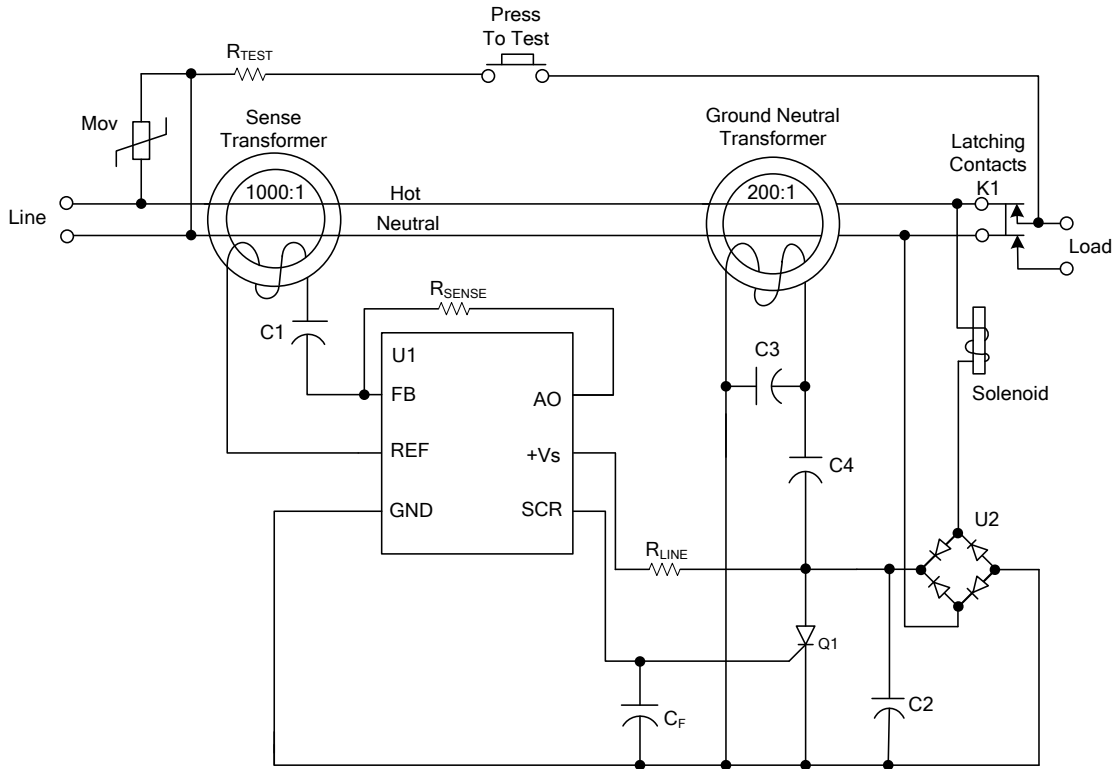 Press
To Test
RTEST
Sense
Transformer
Ground Neutral
Transformer
Mov
Latching
Contacts
K1
1000:1
Hot
200:1
Line
Neutral
Load
RSENSE
C1
U1
C3
Solenoid
FB
AO
REF
+Vs
C4
GND
SCR
U2
RLINE
Q1
CF
C2